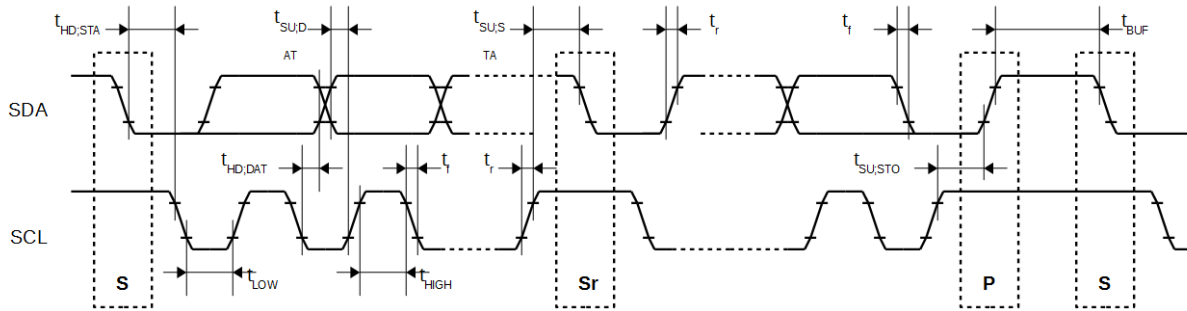 tHD;STA
tSU;D
AT
tSU;S
TA
tr
tf
tBUF
SDA
tHD;DAT
tf
tr
tSU;STO
SCL
tLOW
tHIGH
S
Sr
P
S